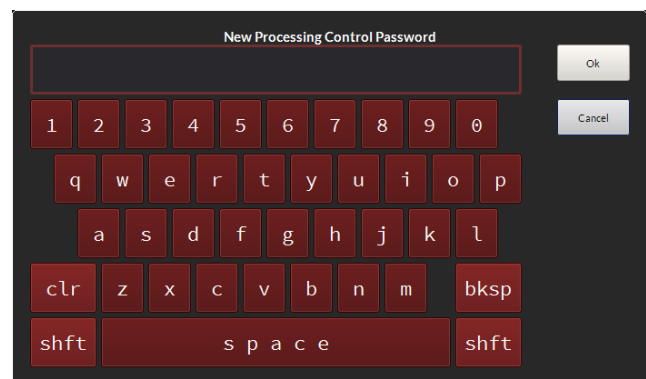 New Processing Control Password
Ok
1 2 3 4 5 6 7 8 9 0
Cancel
q w e r t y u i o p
a s d f g h j k l
clr z x c v b n m bksp
shft space shft